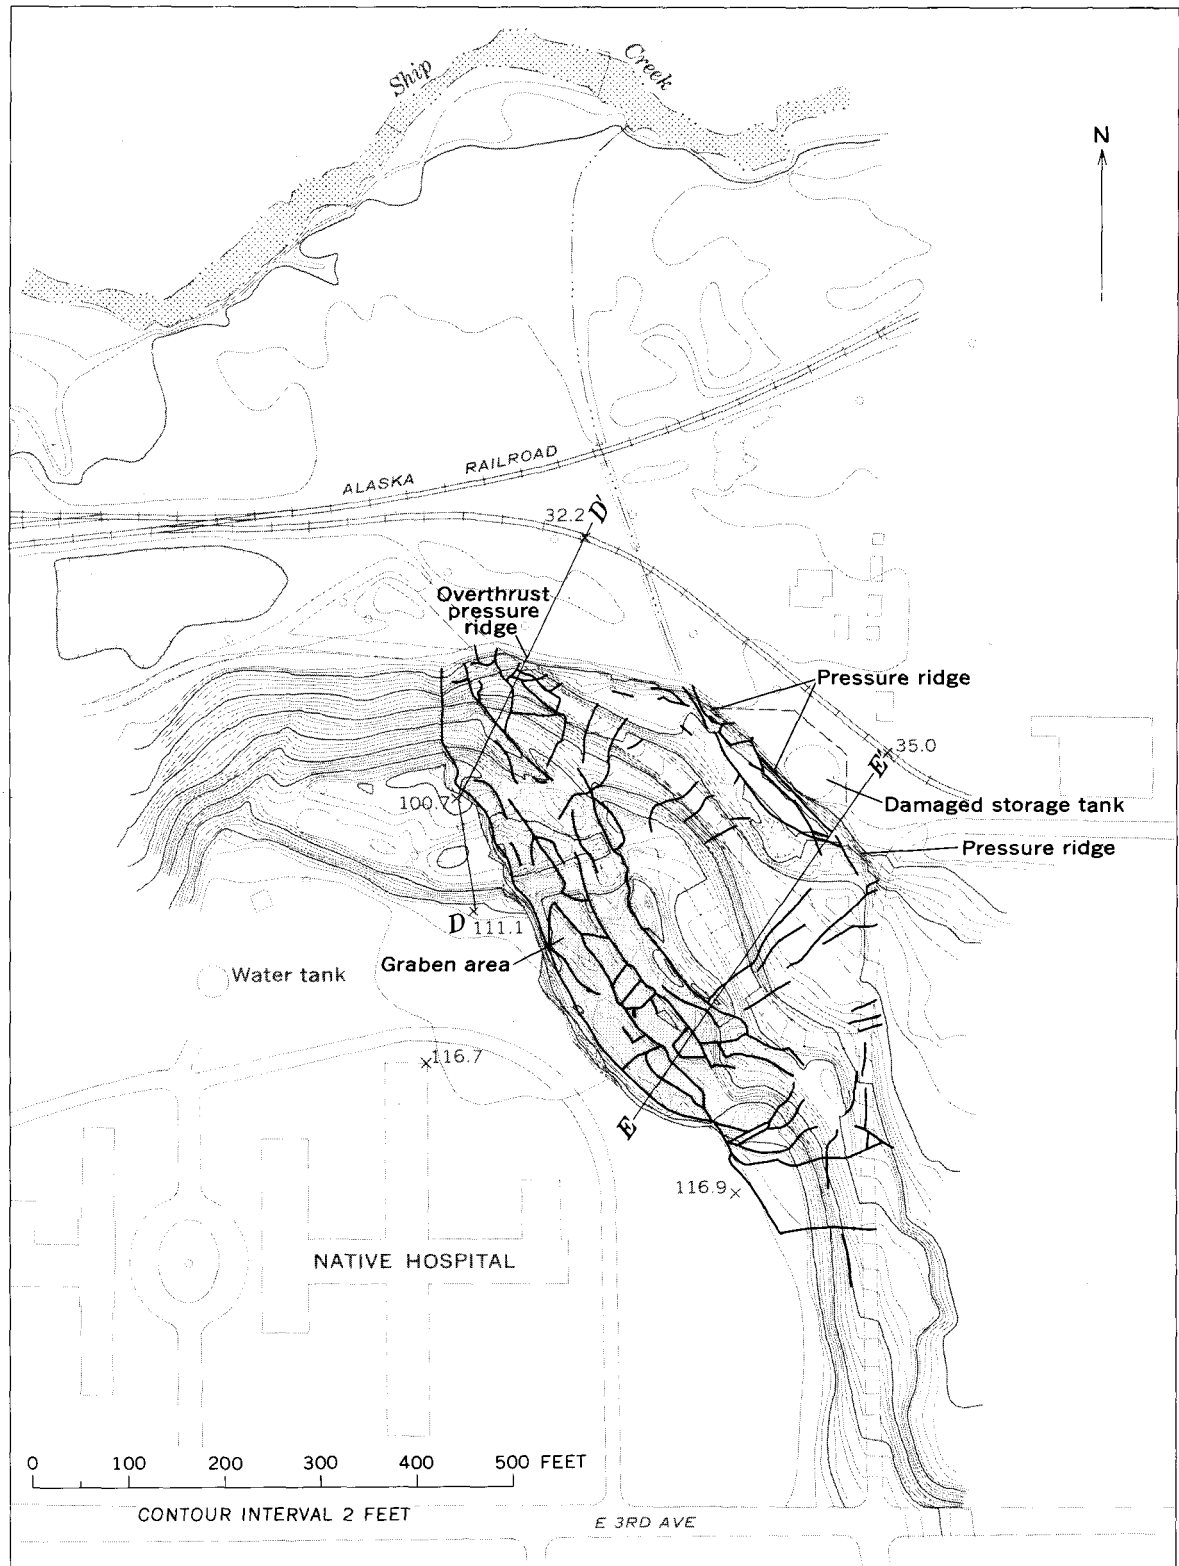 Ship Creek
N
ALASKA RAILROAD
32.2 D'
Overthrust
pressure
ridge
Pressure ridge
35.0
E'
100.7
Damaged storage tank
Pressure ridge
D 111.1
Graben area
Water tank
116.7
E
116.9
NATIVE HOSPITAL
0 100 200 300 400 500 FEET
CONTOUR INTERVAL 2 FEET
E 3RD AVE